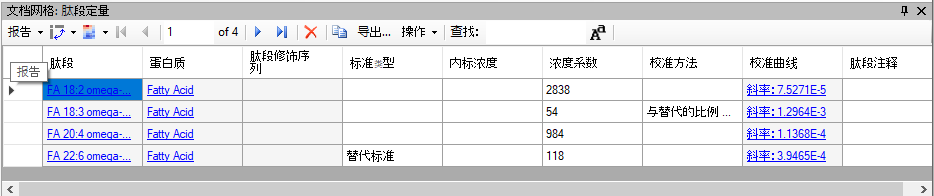 文档网格: 肽段定量
报告 1 of 4 导出... 操作 查找: Aa
肽段 蛋白质 肽段修饰序列 标准类型 内标浓度 浓度系数 校准方法 校准曲线 肽段注释
报告
FA 18:2 omega-... Fatty Acid 2838 斜率: 7.5271E-5
FA 18:3 omega-... Fatty Acid 54 与替代的比例 ... 斜率: 1.2964E-3
FA 20:4 omega-... Fatty Acid 984 斜率: 1.1368E-4
FA 22:6 omega-... Fatty Acid 替代标准 118 斜率: 3.9465E-4